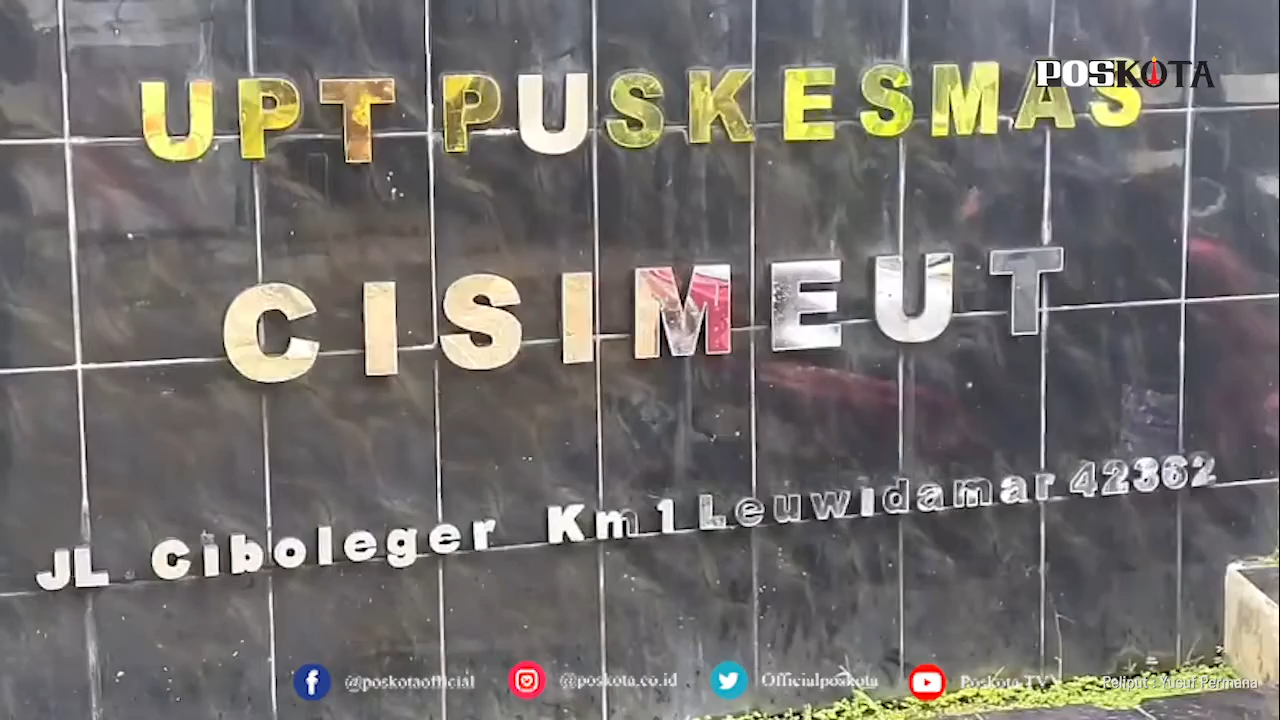 POSKOTA
UPT PUSKESMAS
CISIMEUT
JL Ciboleger Km 1 Leuwidamar 42362
@poskotaofficial @poskota.co.id Officialposkota Poskota TV
Peliput : Yusuf Permana